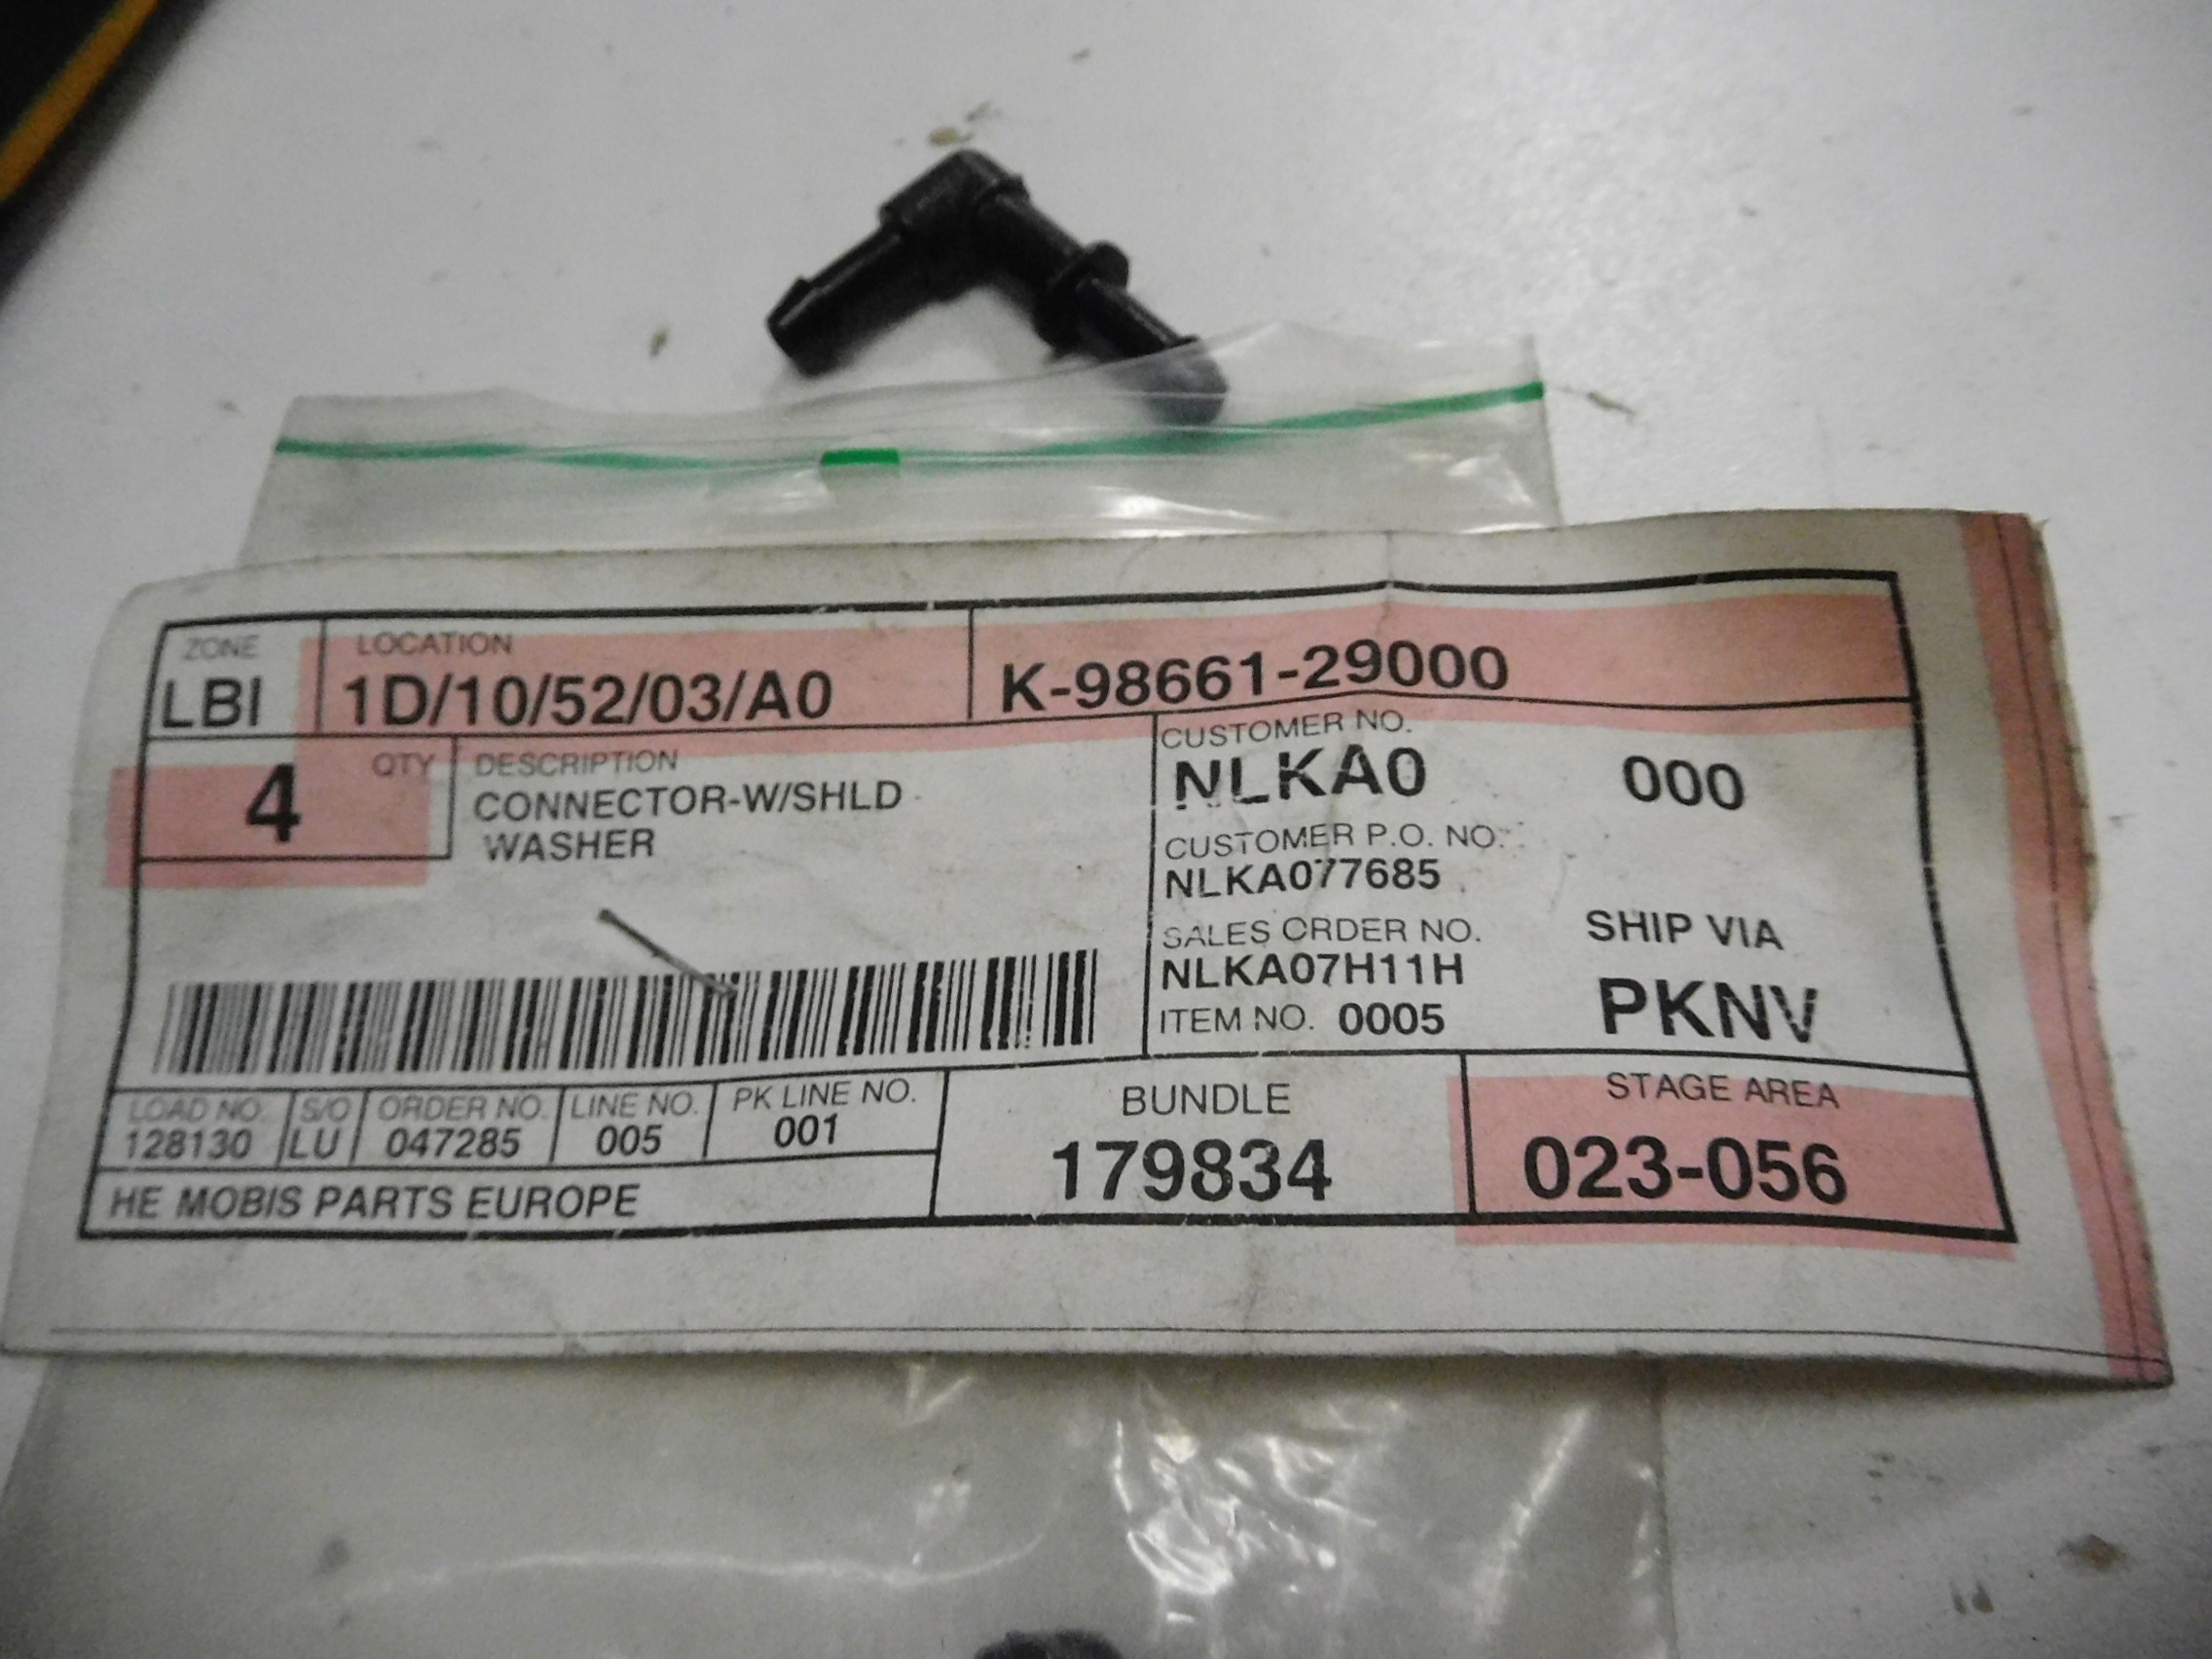 ZONE LOCATION
LBI 1D/10/52/03/A0 K-98661-29000
QTY
4
DESCRIPTION
CONNECTOR-W/SHLD
WASHER
CUSTOMER NO.
NLKA0 000
CUSTOMER P.O. NO.
NLKA077685
SALES ORDER NO.
NLKA07H11H
ITEM NO. 0005
SHIP VIA
PKNV
LOAD NO. S/O ORDER NO. LINE NO. PK LINE NO.
128130 LU 047285 005 001
HE MOBIS PARTS EUROPE
BUNDLE
179834
STAGE AREA
023-056